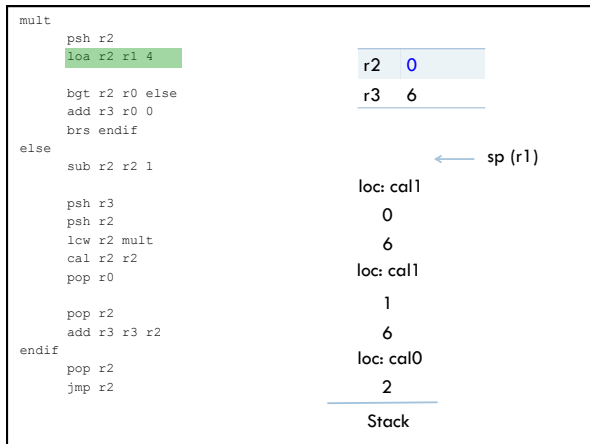 mult
psh r2
loa r2 r1 4
bgt r2 r0 else
add r3 r0 0
brs endif
else
sub r2 r2 1
psh r3
psh r2
lcw r2 mult
cal r2 r2
pop r0
pop r2
add r3 r3 r2
endif
pop r2
jmp r2
r2 0
r3 6
sp (r1)
loc: cal1
0
6
loc: cal1
1
6
loc: cal0
2
Stack